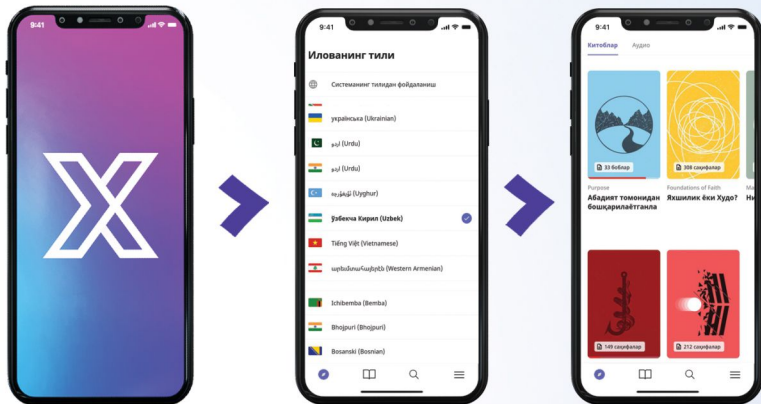 9:41
9:41
Илованинг тили
Системанинг тилидан фойдаланиш
українська (Ukrainian)
اردو (Urdu)
اردو (Urdu)
ئۇيغۇرچە (Uyghur)
ўзбекча Кирил (Uzbek)
Tiếng Việt (Vietnamese)
արեւմտահայերէն (Western Armenian)
Ichibemba (Bemba)
Bhojpuri (Bhojpuri)
Bosanski (Bosnian)
9:41
Китоблар Аудио
33 боблар
306 саҳифалар
Purpose
Foundations of Faith
Ma
Абадият томонидан
бошқарилаётганла
Яхшилик ёки Худо?
Ни
149 саҳифалар
212 саҳифалар